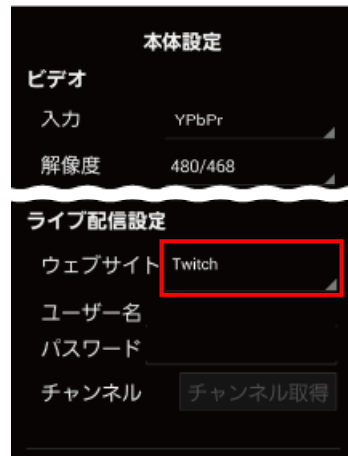 本体設定
ビデオ
入力 YPbPr
解像度 480/468
ライブ配信設定
ウェブサイト Twitch
ユーザー名
パスワード
チャンネル チャンネル取得